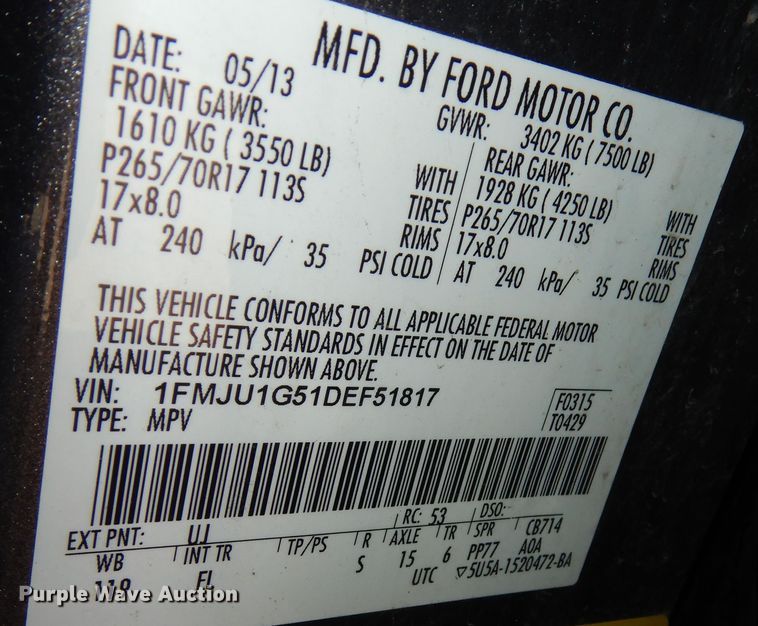 MFD. BY FORD MOTOR CO.
DATE: 05/13
GVWR: 3402 KG ( 7500 LB)
FRONT GAWR:
1610 KG ( 3550 LB)
P265/70R17 113S
17x8.0
WITH
TIRES
RIMS
AT 240 kPa/ 35 PSI COLD
REAR GAWR:
1928 KG ( 4250 LB)
P265/70R17 113S
17x8.0
WITH
TIRES
RIMS
AT 240 kPa/ 35 PSI COLD
THIS VEHICLE CONFORMS TO ALL APPLICABLE FEDERAL MOTOR
VEHICLE SAFETY STANDARDS IN EFFECT ON THE DATE OF
MANUFACTURE SHOWN ABOVE.
VIN: 1FMJU1G51DEF51817
TYPE: MPV
F0315
T0429
EXT PNT: UJ RC: 53 DSO:
WB INT TR TP/PS R AXLE TR SPR CB714
119 FL S 15 6 PP77 AOA
UTC ▽5U5A-1520472-BA
Purple Wave Auction